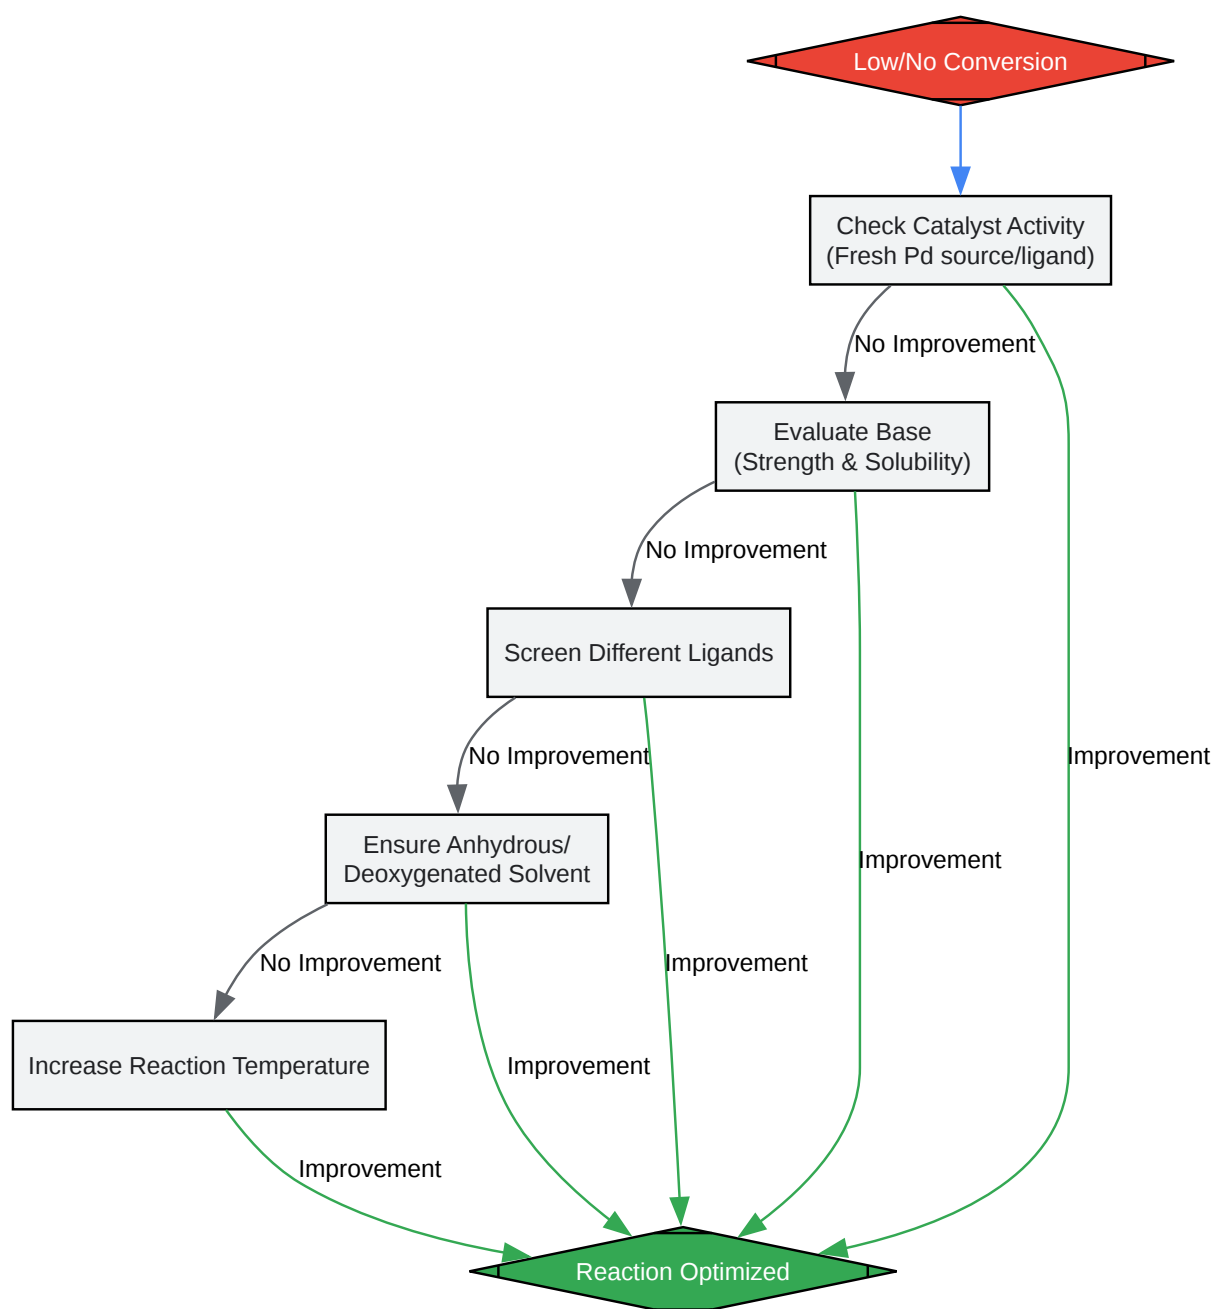 Low/No Conversion
Check Catalyst Activity
(Fresh Pd source/ligand)
No Improvement
Evaluate Base
(Strength & Solubility)
No Improvement
Screen Different Ligands
No Improvement
Improvement
Ensure Anhydrous/
Deoxygenated Solvent
Improvement
No Improvement
Improvement
Increase Reaction Temperature
Improvement
Improvement
Reaction Optimized